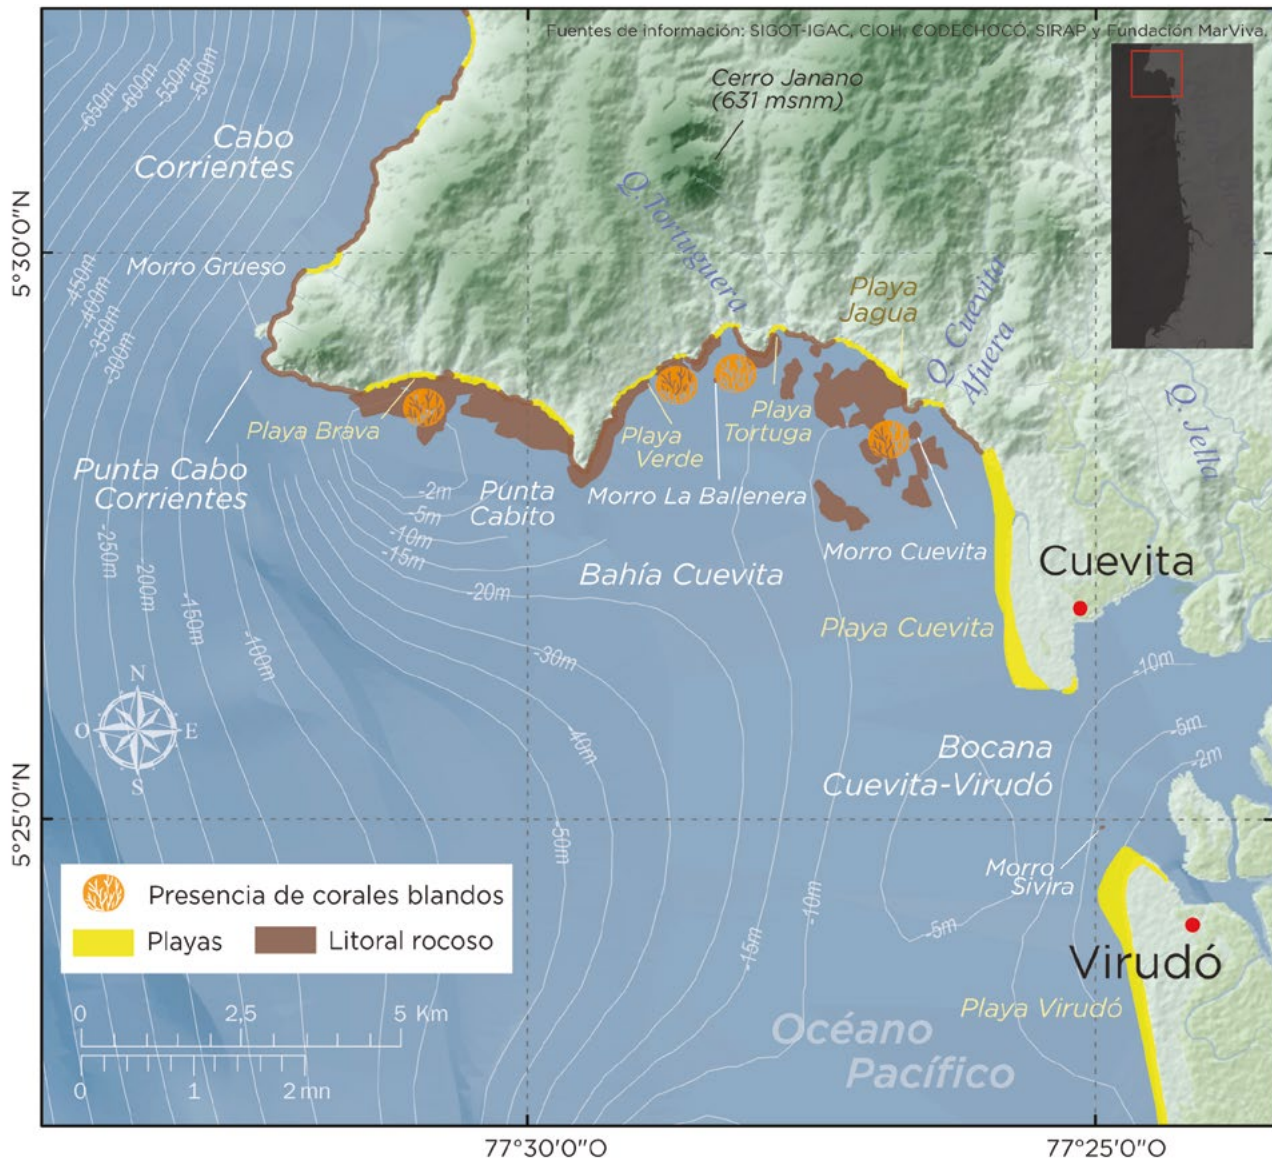 Fuentes de información: SIGOT-IGAC, CIOH, CODECHOCÓ, SIRAP y Fundación MarViva.
-650m
-600m
-550m
-500m
Cabo
Corrientes
Cerro Janano
(631 msnm)
Q. Tortuguera
5°30'0"N
Morro Grueso
-450m
-400m
-350m
-300m
Playa
Jagua
Q. Cuevita
Afuera
Q. Jella
Playa Brava
Playa
Verde
Playa
Tortuga
Punta Cabo
Corrientes
Punta
Cabito
Morro La Ballenera
Morro Cuevita
-2m
-5m
-10m
-15m
-20m
-30m
-40m
-50m
-250m
-200m
-150m
-100m
Bahía Cuevita
Cuevita
Playa Cuevita
-10m
-5m
-2m
N
O
E
S
Bocana
Cuevita-Virudó
5°25'0"N
Morro
Sivira
-10m
-15m
-5m
Virudó
Playa Virudó
Océano
Pacífico
Presencia de corales blandos
Playas
Litoral rocoso
0
2,5
5 Km
0
1
2 mn
77°30'0"O
77°25'0"O